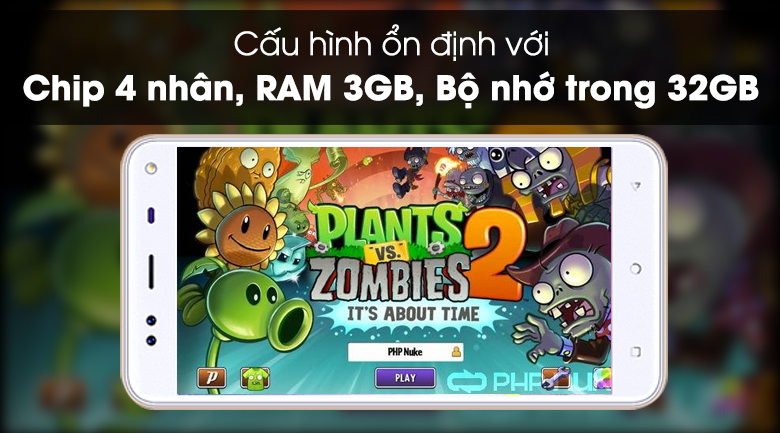 Cấu hình ổn định với
Chip 4 nhân, RAM 3GB, Bộ nhớ trong 32GB
PLANTS
VS.
ZOMBIES 2
IT'S ABOUT TIME
PHP Nuke
P
PLAY